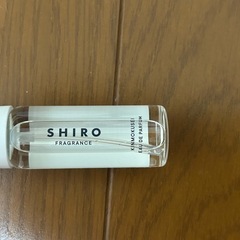 SHIRO
FRAGRANCE
KINMOKUSEI
EAU DE PARFUM